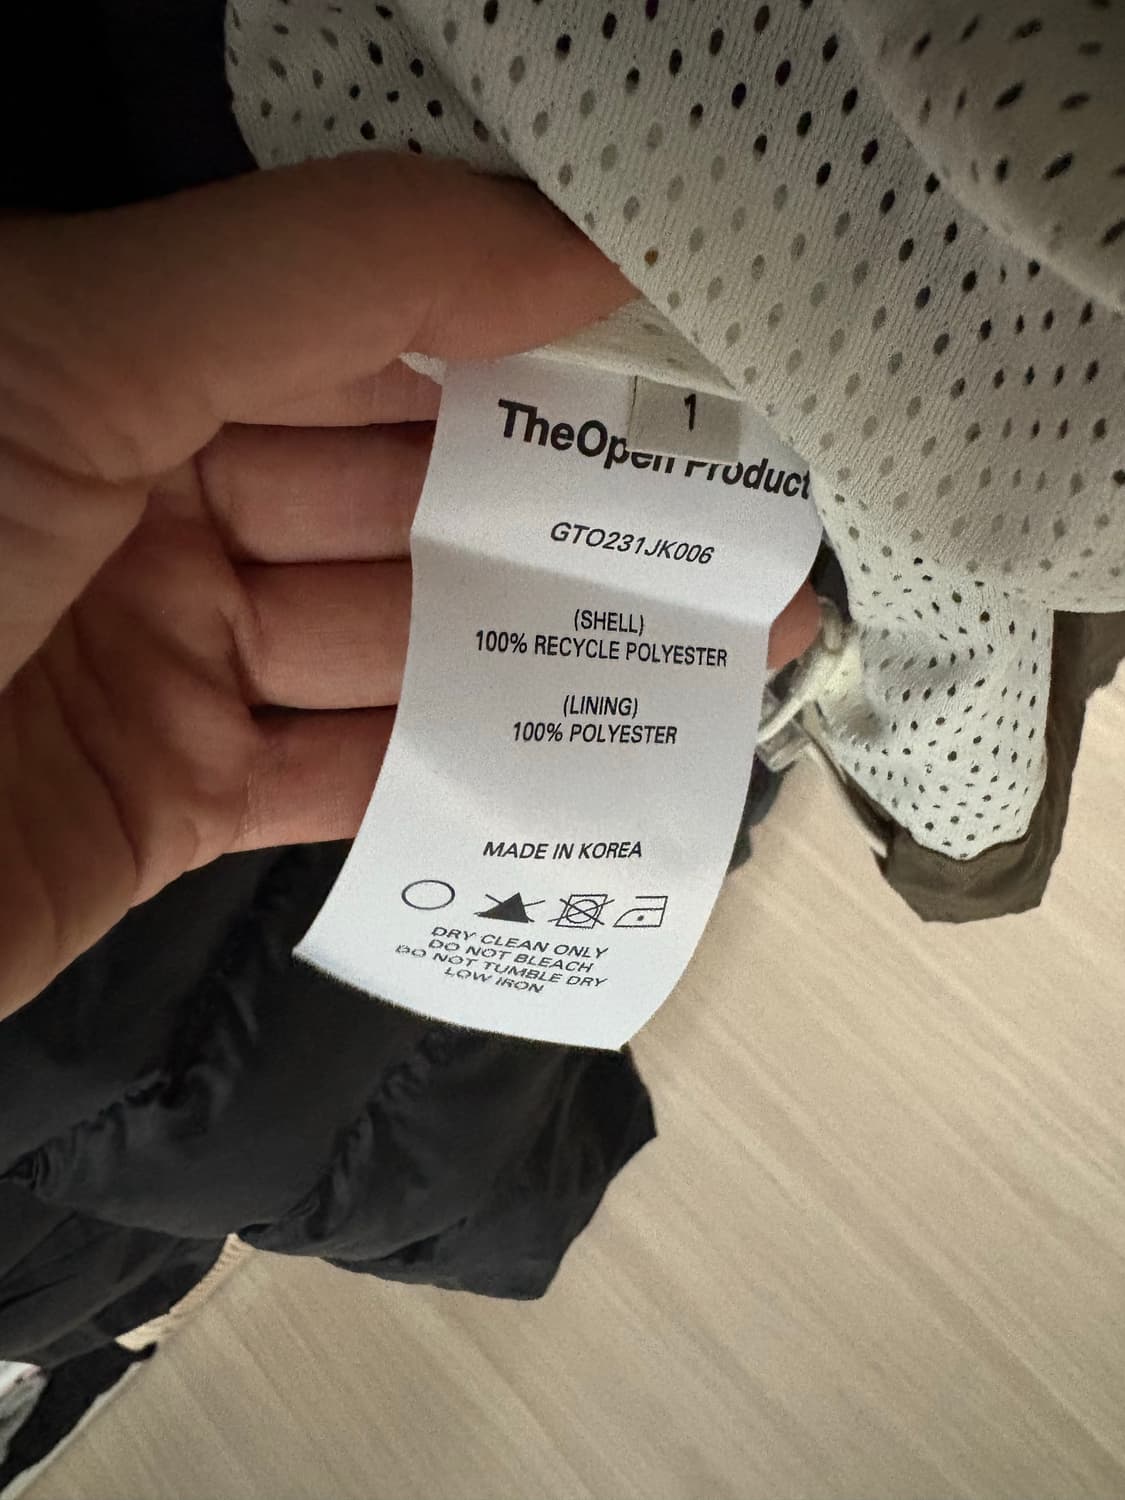 1
TheOpen Product
GTO231JK006
(SHELL)
100% RECYCLE POLYESTER
(LINING)
100% POLYESTER
MADE IN KOREA
DRY CLEAN ONLY
DO NOT BLEACH
DO NOT TUMBLE DRY
LOW IRON